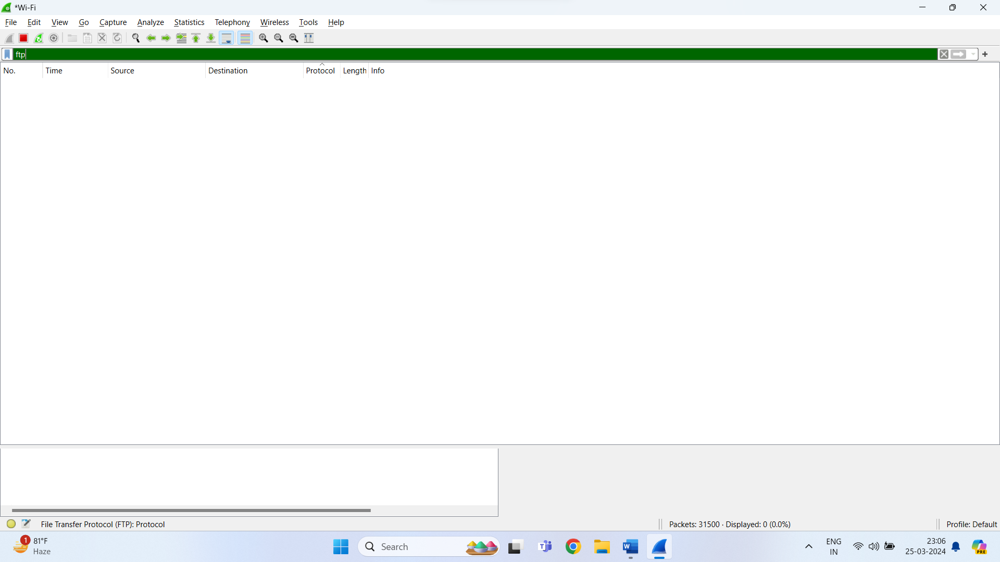 *Wi-Fi
File Edit View Go Capture Analyze Statistics Telephony Wireless Tools Help
ftp
No. Time Source Destination Protocol Length Info
File Transfer Protocol (FTP): Protocol Packets: 31500 · Displayed: 0 (0.0%) Profile: Default
1 81°F Search ENG 23:06
Haze IN 25-03-2024
PRE